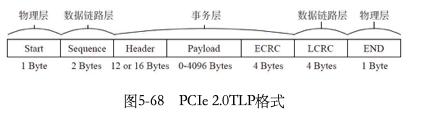 物理层 数据链路层 事务层 数据链路层 物理层
Start Sequence Header Payload ECRC LCRC END
1 Byte 2 Bytes 12 or 16 Bytes 0-4096 Bytes 4 Bytes 4 Bytes 1 Byte
图5-68 PCIe 2.0TLP格式